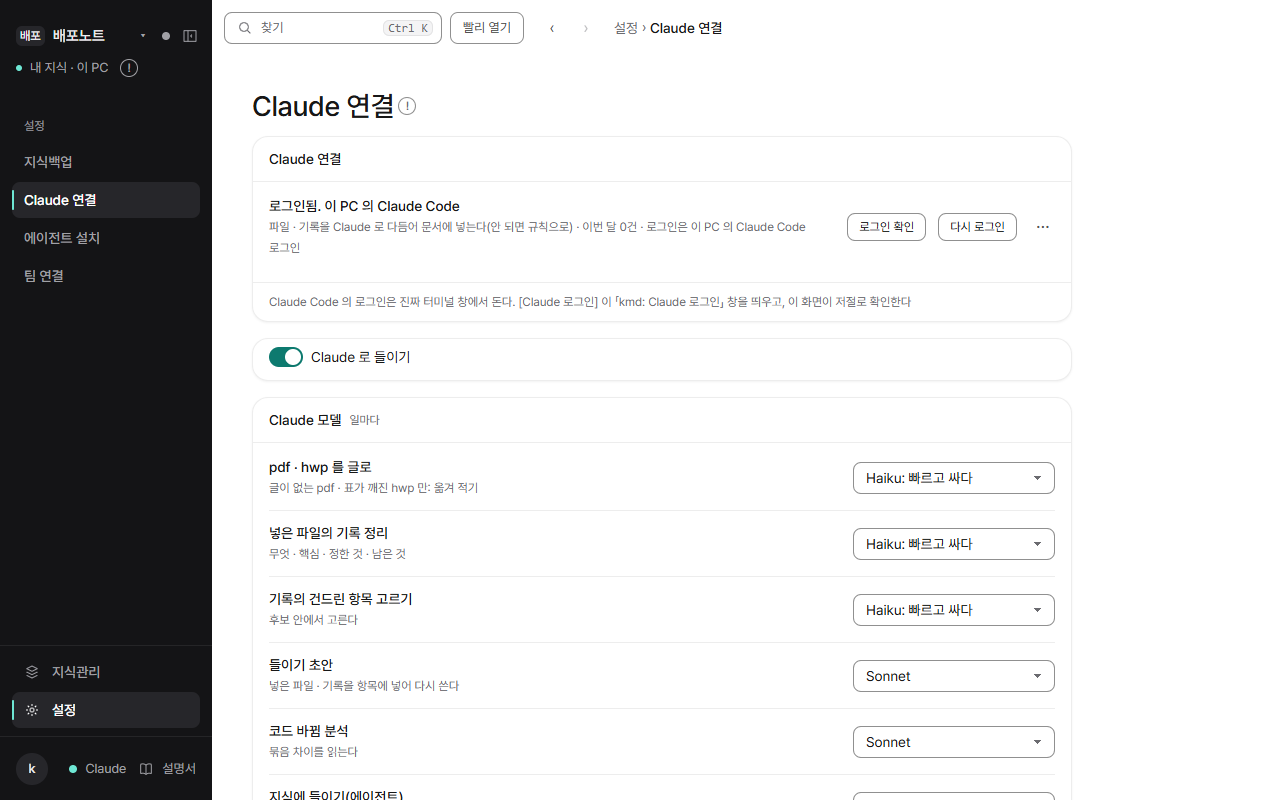 배포 배포노트
내 지식 · 이 PC
설정
지식백업
Claude 연결
에이전트 설치
팀 연결
지식관리
설정
k Claude 설명서
찾기 Ctrl K 빨리 열기 ‹ › 설정 › Claude 연결
Claude 연결
Claude 연결
로그인됨. 이 PC 의 Claude Code
파일 · 기록을 Claude 로 다듬어 문서에 넣는다(안 되면 규칙으로) · 이번 달 0건 · 로그인은 이 PC 의 Claude Code
로그인
로그인 확인 다시 로그인 ···
Claude Code 의 로그인은 진짜 터미널 창에서 돈다. [Claude 로그인] 이 「kmd: Claude 로그인」 창을 띄우고, 이 화면이 저절로 확인한다
Claude 로 들이기
Claude 모델 일마다
pdf · hwp 를 글로
글이 없는 pdf · 표가 깨진 hwp 만: 옮겨 적기
Haiku: 빠르고 싸다
넣은 파일의 기록 정리
무엇 · 핵심 · 정한 것 · 남은 것
Haiku: 빠르고 싸다
기록의 건드린 항목 고르기
후보 안에서 고른다
Haiku: 빠르고 싸다
들이기 초안
넣은 파일 · 기록을 항목에 넣어 다시 쓴다
Sonnet
코드 바뀜 분석
묶음 차이를 읽는다
Sonnet
지식에 들이기(에이전트)